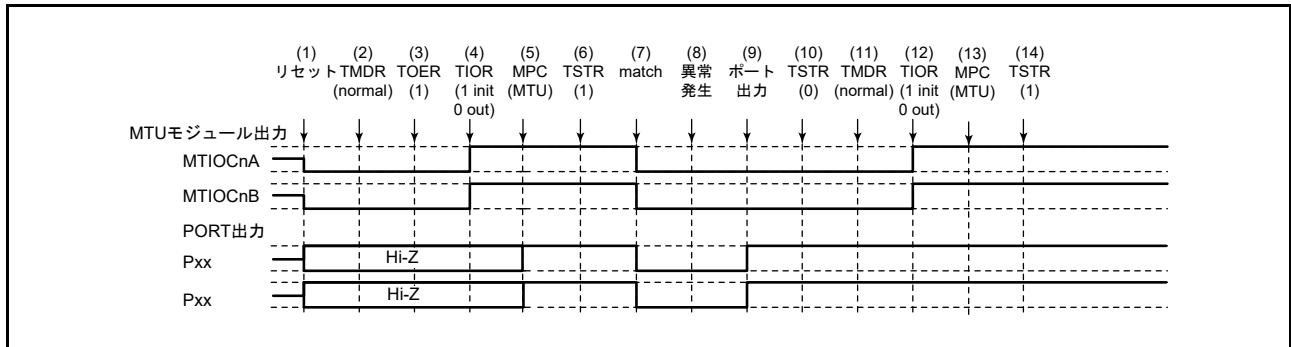 (1) (2) (3) (4) (5) (6) (7) (8) (9) (10) (11) (12) (13) (14)
リセット TMDR TOER TIOR MPC TSTR match 異常 ポート TSTR TMDR TIOR MPC TSTR
(normal) (1) (1 init (MTU) (1) 発生 出力 (0) (normal) (1 init (MTU) (1)
0 out) 0 out)
MTUモジュール出力
MTIOCnA
MTIOCnB
PORT出力
Pxx Hi-Z
Pxx Hi-Z